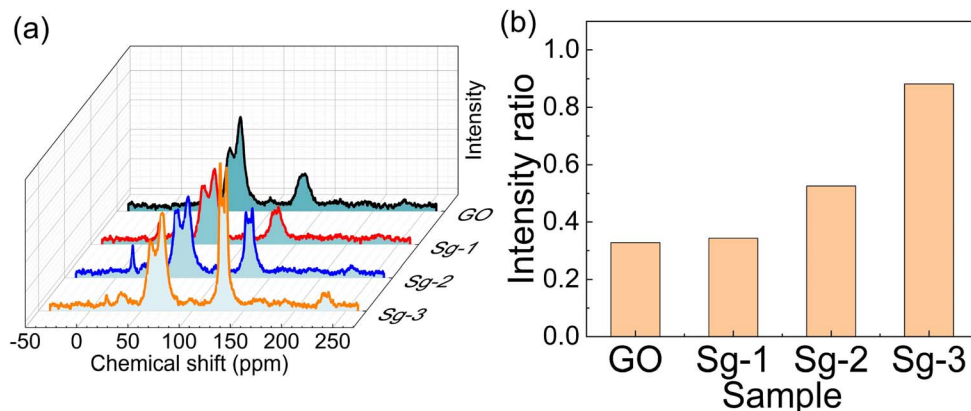 (a)
Intensity
GO
Sg-1
Sg-2
Sg-3
-50 0 50 100 150 200 250
Chemical shift (ppm)
(b)
Intensity ratio
1.0
0.8
0.6
0.4
0.2
0.0
GO Sg-1 Sg-2 Sg-3
Sample